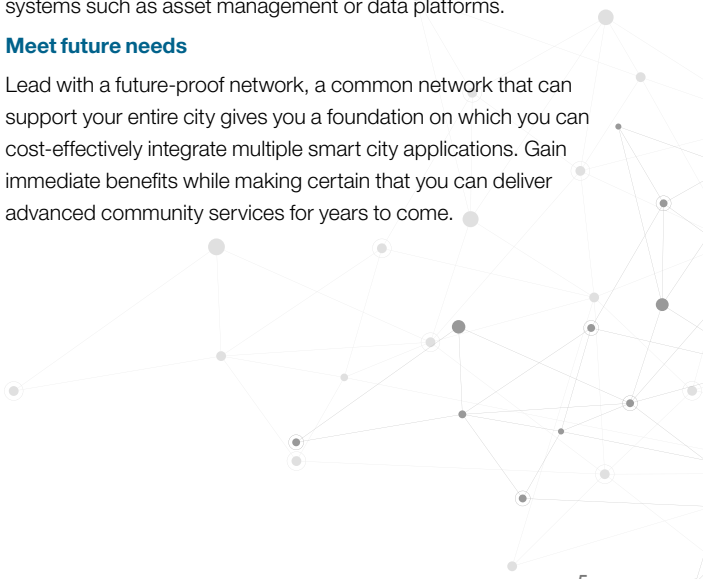 systems such as asset management or data platforms.
Meet future needs
Lead with a future-proof network, a common network that can
support your entire city gives you a foundation on which you can
cost-effectively integrate multiple smart city applications. Gain
immediate benefits while making certain that you can deliver
advanced community services for years to come.